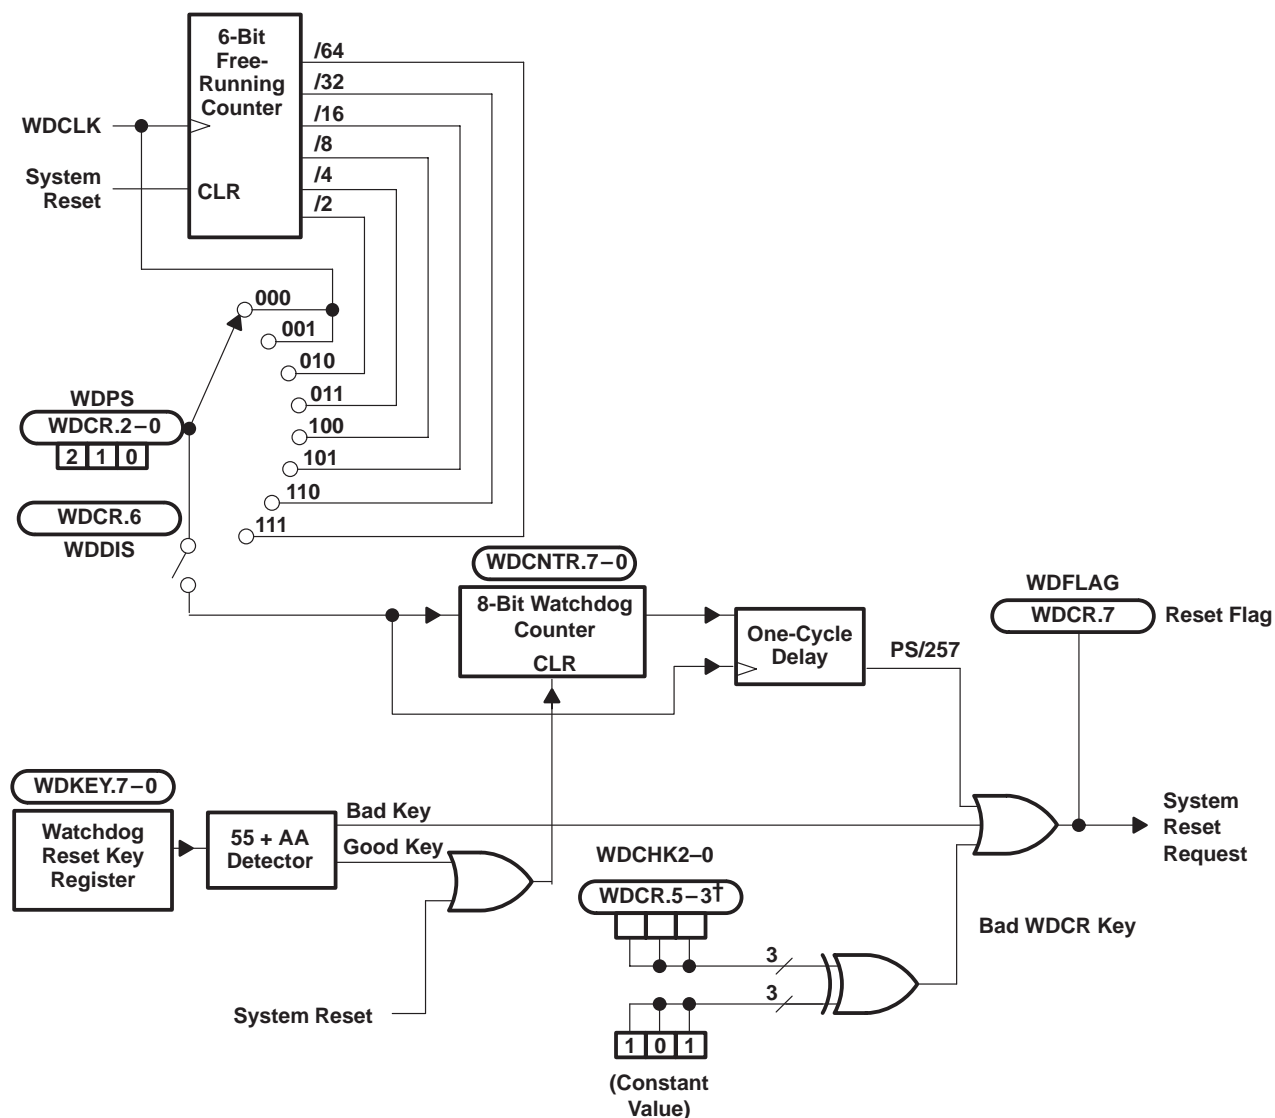 6-Bit
Free-
Running
Counter
/64
/32
/16
/8
/4
/2
WDCLK
System
Reset
CLR
000
001
010
011
100
101
110
111
WDPS
WDCR.2–0
2 1 0
WDCR.6
WDDIS
WDCNTR.7–0
8-Bit Watchdog
Counter
CLR
One-Cycle
Delay
PS/257
WDFLAG
WDCR.7
Reset Flag
WDKEY.7–0
Watchdog
Reset Key
Register
55 + AA
Detector
Bad Key
Good Key
System Reset
WDCHK2–0
WDCR.5–3†
3
3
1 0 1
(Constant
Value)
Bad WDCR Key
System
Reset
Request